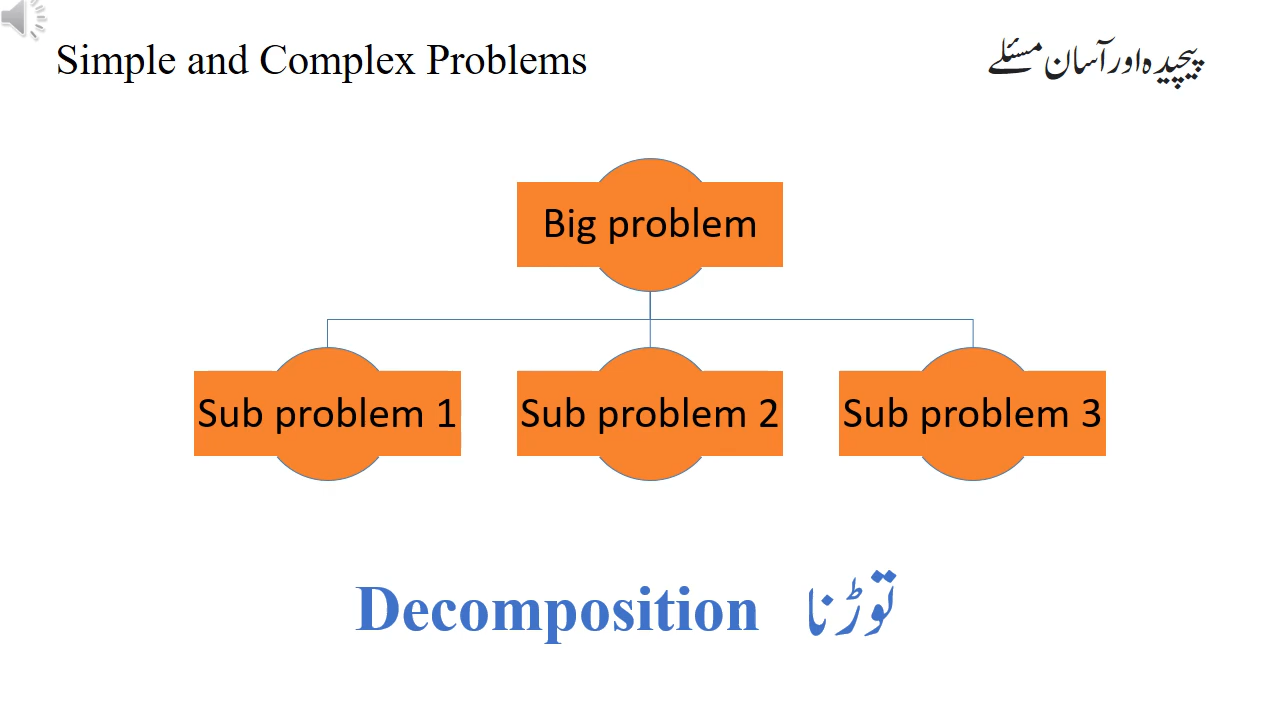 Simple and Complex Problems
پیچیدہ اور آسان مسئلے
Big problem
Sub problem 1
Sub problem 2
Sub problem 3
Decomposition توڑنا